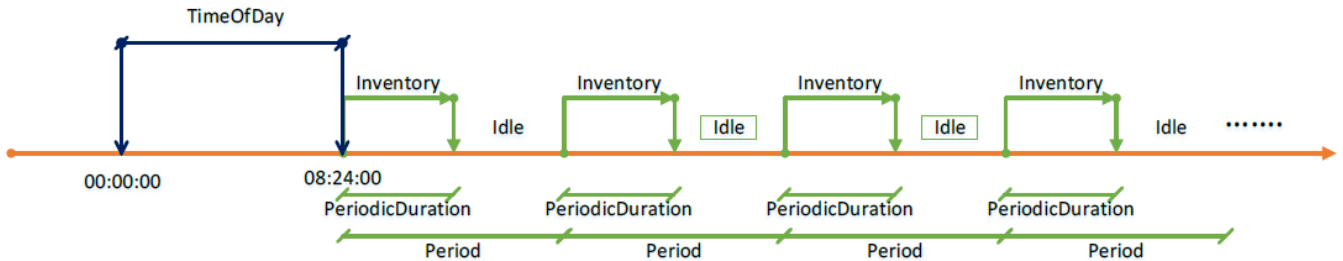 TimeOfDay
Inventory Inventory Inventory Inventory
Idle Idle Idle Idle .......
00:00:00 08:24:00
PeriodicDuration PeriodicDuration PeriodicDuration PeriodicDuration
Period Period Period Period